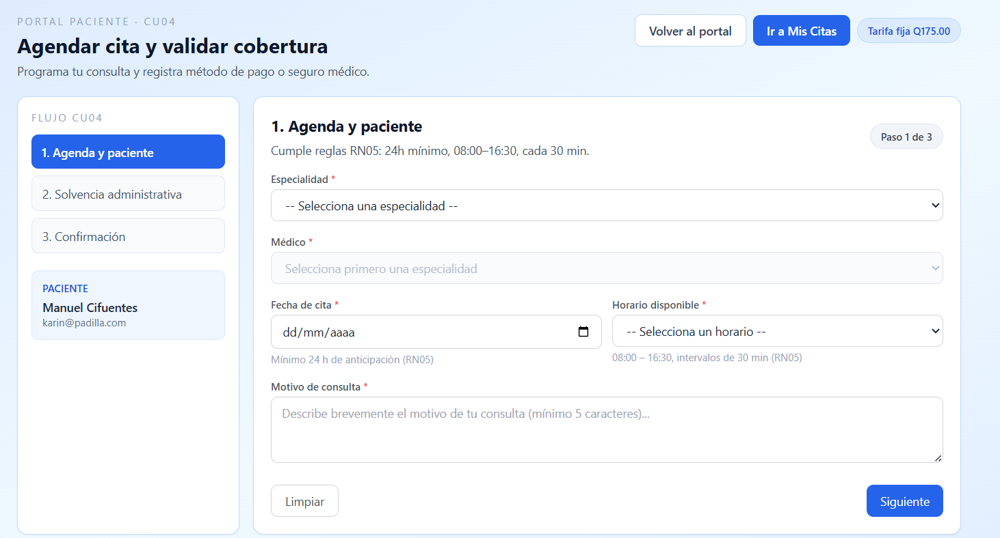 PORTAL PACIENTE · CU04
Agendar cita y validar cobertura
Programa tu consulta y registra método de pago o seguro médico.
Volver al portal
Ir a Mis Citas
Tarifa fija Q175.00
FLUJO CU04
1. Agenda y paciente
2. Solvencia administrativa
3. Confirmación
PACIENTE
Manuel Cifuentes
karin@padilla.com
1. Agenda y paciente
Cumple reglas RN05: 24h mínimo, 08:00–16:30, cada 30 min.
Paso 1 de 3
Especialidad *
-- Selecciona una especialidad --
Médico *
Selecciona primero una especialidad
Fecha de cita *
dd/mm/aaaa
Mínimo 24 h de anticipación (RN05)
Horario disponible *
-- Selecciona un horario --
08:00 – 16:30, intervalos de 30 min (RN05)
Motivo de consulta *
Describe brevemente el motivo de tu consulta (mínimo 5 caracteres)...
Limpiar
Siguiente